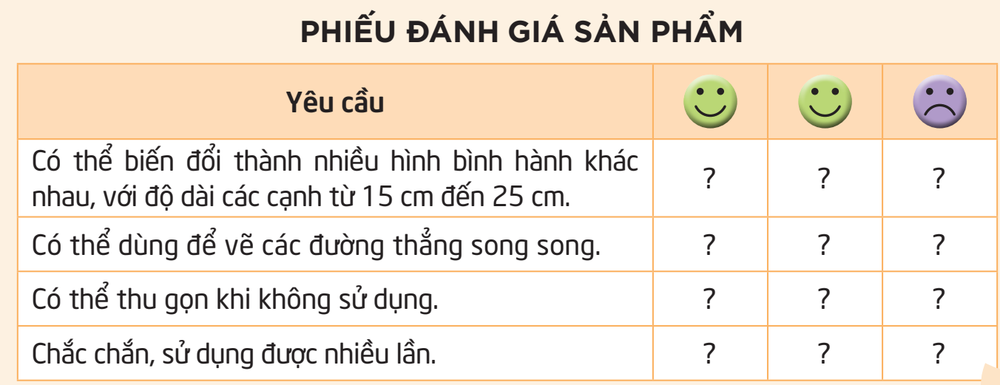 PHIẾU ĐÁNH GIÁ SẢN PHẨM
Yêu cầu
Có thể biến đổi thành nhiều hình bình hành khác
nhau, với độ dài các cạnh từ 15 cm đến 25 cm.
? ? ?
Có thể dùng để vẽ các đường thẳng song song. ? ? ?
Có thể thu gọn khi không sử dụng. ? ? ?
Chắc chắn, sử dụng được nhiều lần. ? ? ?